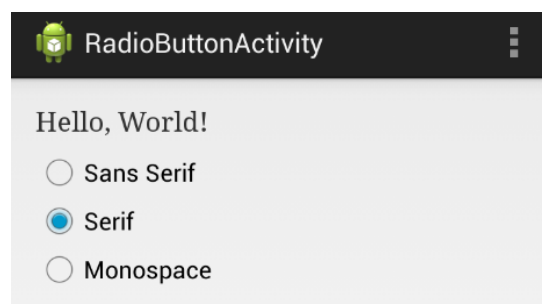 RadioButtonActivity
Hello, World!
Sans Serif
Serif
Monospace